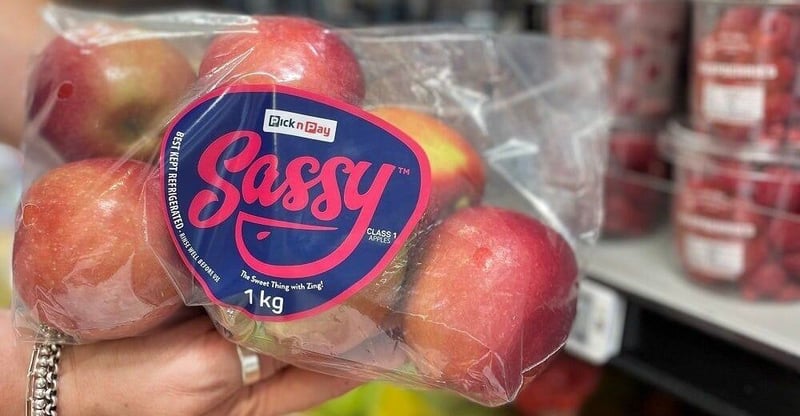 Pick n Pay
Sassy™
CLASS 1
APPLES
BEST KEPT REFRIGERATED. RINSE WELL BEFORE USE
The Sweet Thing with Zing!
1 kg